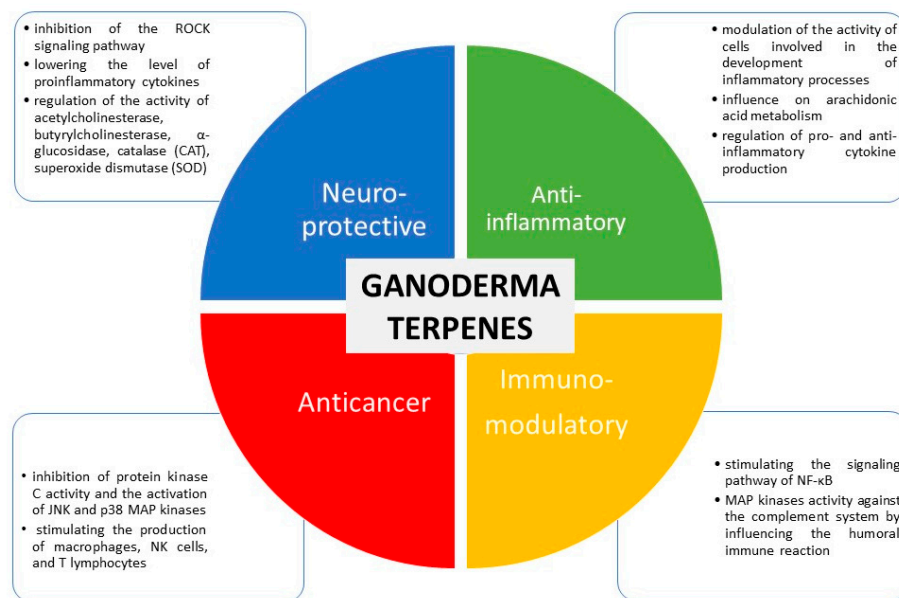 • inhibition of the ROCK
signaling pathway
• lowering the level of
proinflammatory cytokines
• regulation of the activity of
acetylcholinesterase,
butyrylcholinesterase, α-
glucosidase, catalase (CAT),
superoxide dismutase (SOD)
• modulation of the activity of
cells involved in the
development of
inflammatory processes
• influence on arachidonic
acid metabolism
• regulation of pro- and anti-
inflammatory cytokine
production
Neuro-
protective
Anti-
inflammatory
GANODERMA
TERPENES
Anticancer
Immuno-
modulatory
• inhibition of protein kinase
C activity and the activation
of JNK and p38 MAP kinases
• stimulating the production
of macrophages, NK cells,
and T lymphocytes
• stimulating the signaling
pathway of NF-κB
• MAP kinases activity against
the complement system by
influencing the humoral
immune reaction